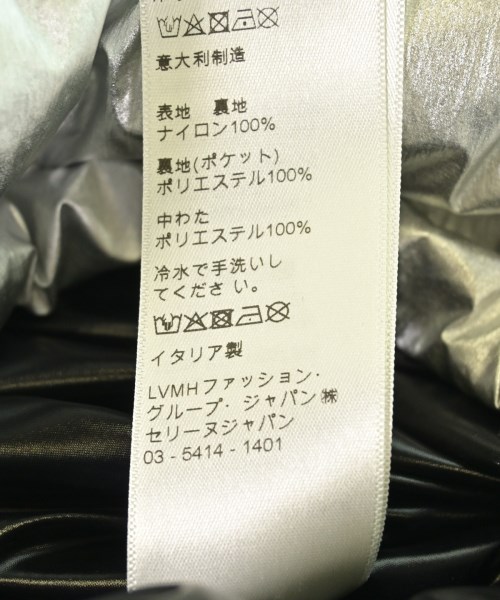 意大利制造
表地　裏地
ナイロン100%
裏地(ポケット)
ポリエステル100%
中わた
ポリエステル100%
冷水で手洗いし
てください。
イタリア製
LVMHファッション・
グループ・ジャパン㈱
セリーヌジャパン
03 - 5414 - 1401